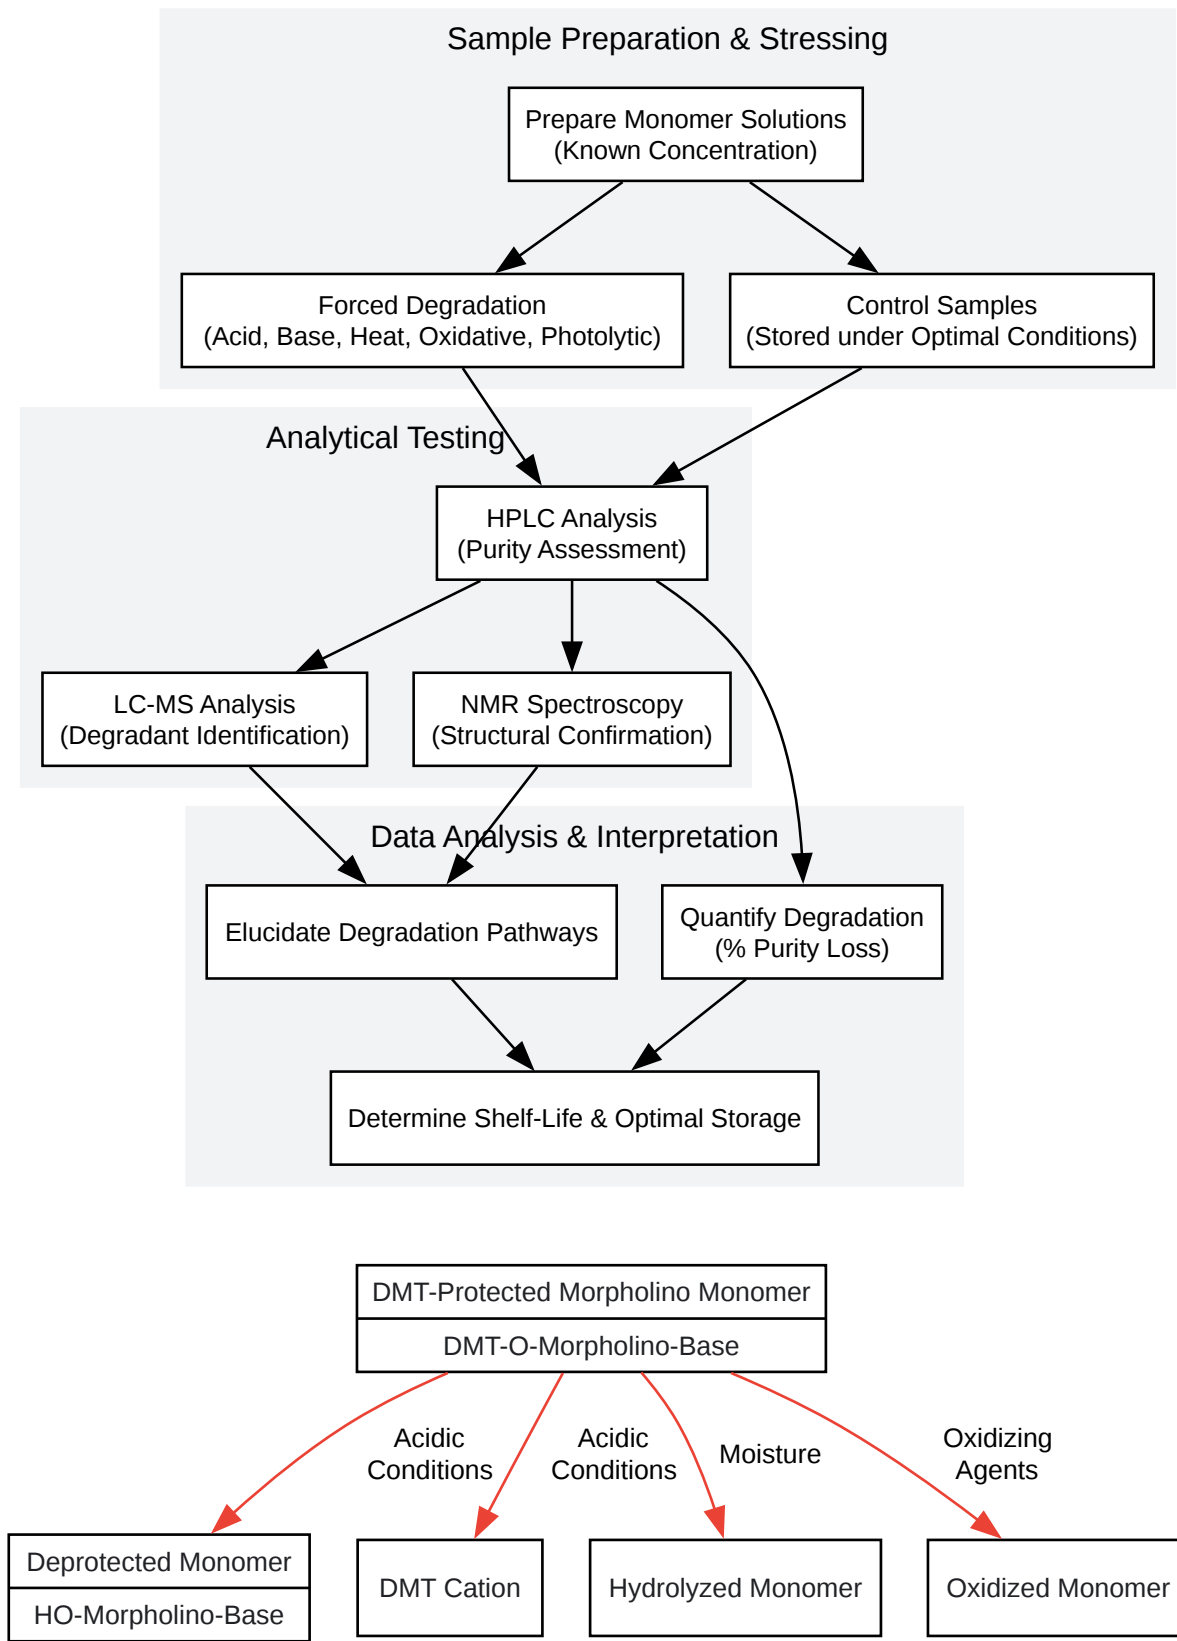 Sample Preparation & Stressing
Prepare Monomer Solutions
(Known Concentration)
Forced Degradation
(Acid, Base, Heat, Oxidative, Photolytic)
Control Samples
(Stored under Optimal Conditions)
Analytical Testing
HPLC Analysis
(Purity Assessment)
LC-MS Analysis
(Degradant Identification)
NMR Spectroscopy
(Structural Confirmation)
Data Analysis & Interpretation
Elucidate Degradation Pathways
Quantify Degradation
(% Purity Loss)
Determine Shelf-Life & Optimal Storage
DMT-Protected Morpholino Monomer
DMT-O-Morpholino-Base
Acidic
Conditions
Acidic
Conditions
Moisture
Oxidizing
Agents
Deprotected Monomer
HO-Morpholino-Base
DMT Cation
Hydrolyzed Monomer
Oxidized Monomer